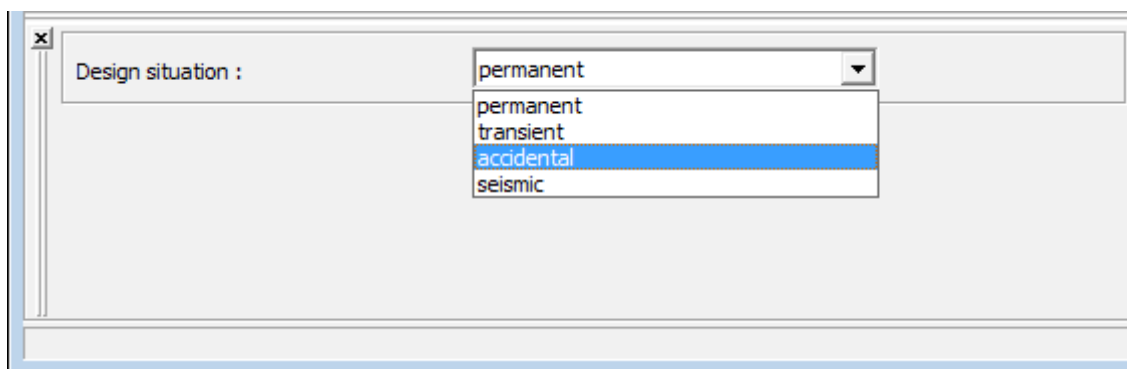 Design situation : permanent
permanent
transient
accidental
seismic